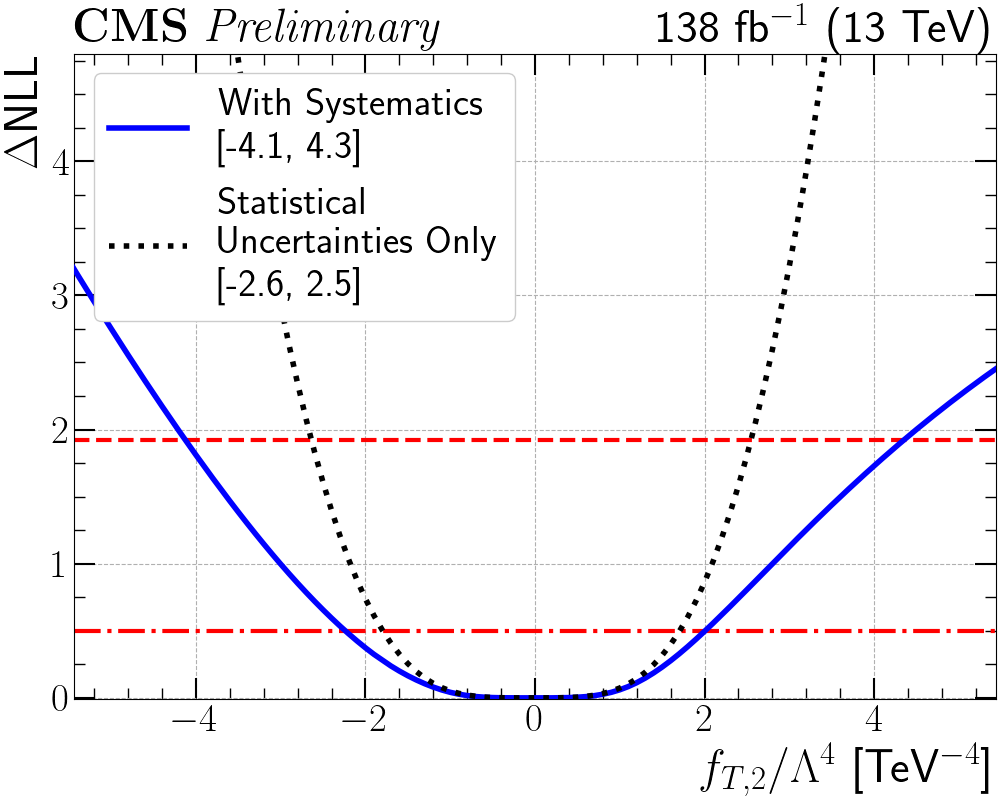 CMS Preliminary
138 fb⁻¹ (13 TeV)
ΔNLL
With Systematics
[-4.1, 4.3]
Statistical
Uncertainties Only
[-2.6, 2.5]
4
3
2
1
0
−4 −2 0 2 4
f_{T,2}/Λ⁴ [TeV⁻⁴]